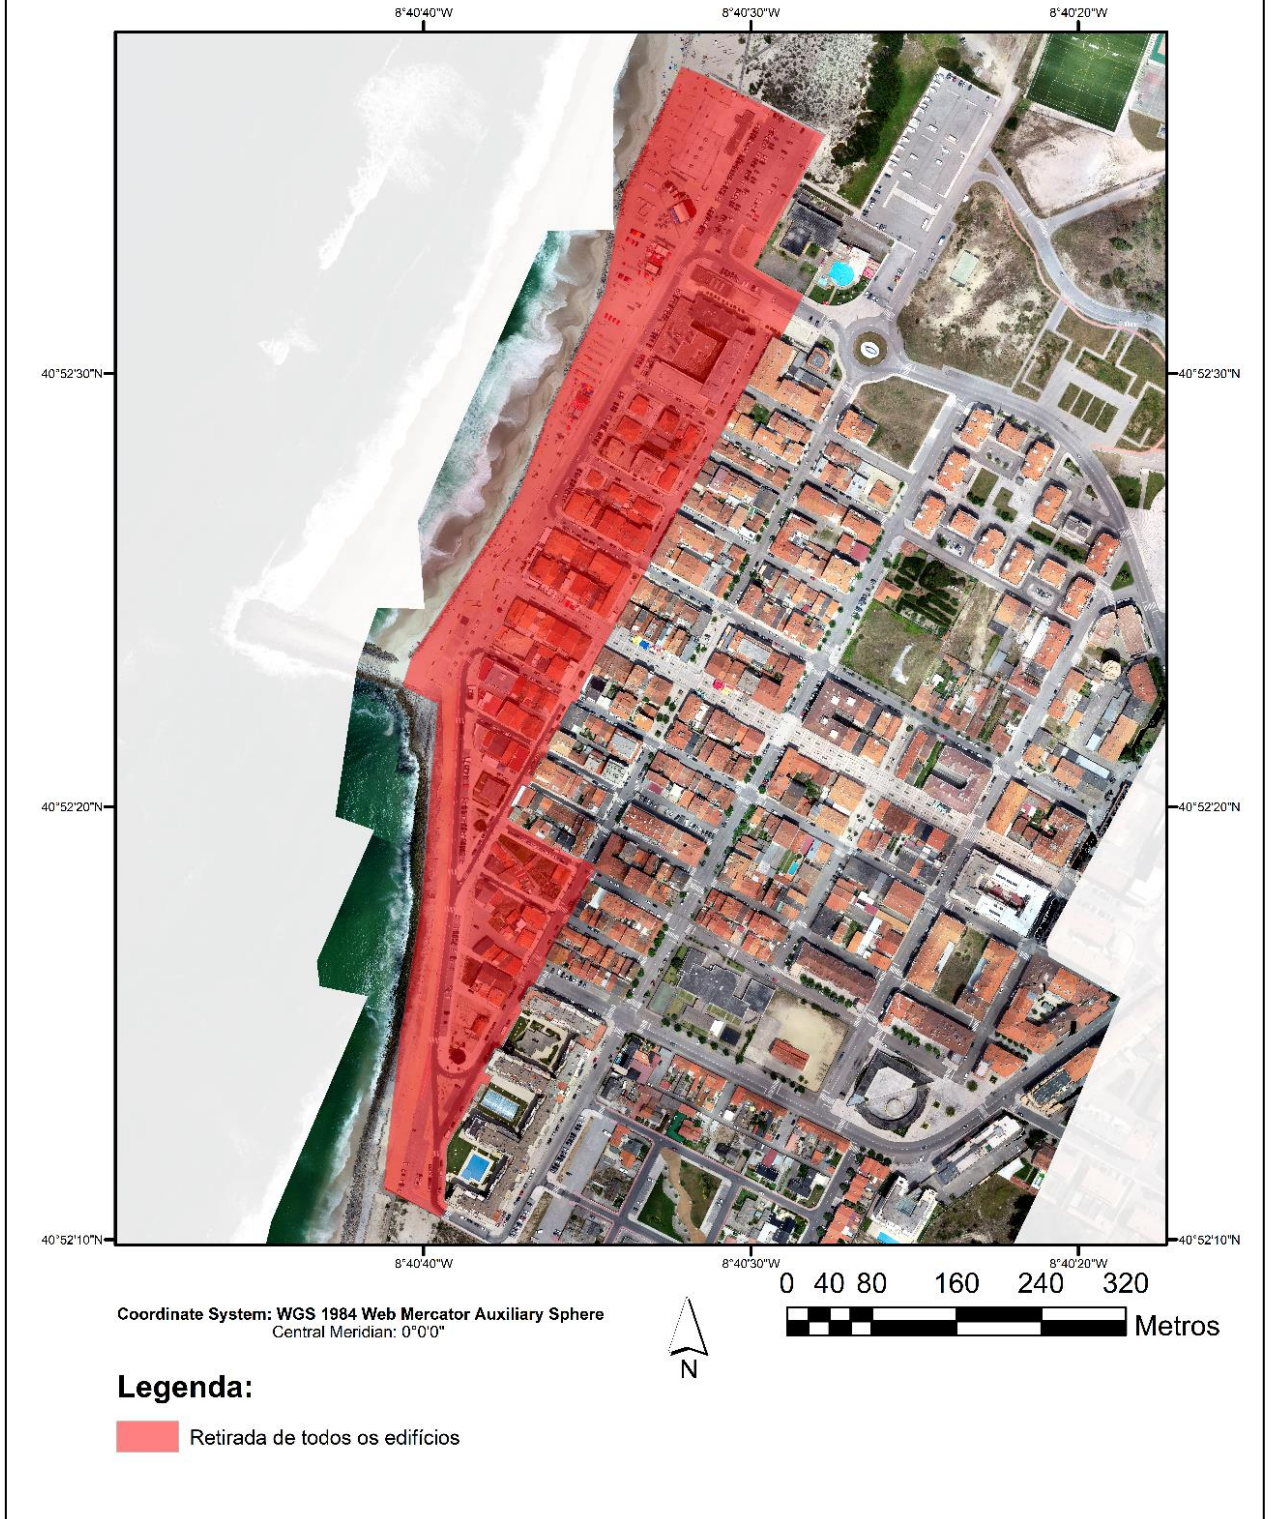 8°40'40"W 8°40'30"W 8°40'20"W
40°52'30"N 40°52'30"N
40°52'20"N 40°52'20"N
40°52'10"N 40°52'10"N
8°40'40"W 8°40'30"W 8°40'20"W
0 40 80 160 240 320
Metros
Coordinate System: WGS 1984 Web Mercator Auxiliary Sphere
Central Meridian: 0°0'0"
N
Legenda:
Retirada de todos os edifícios